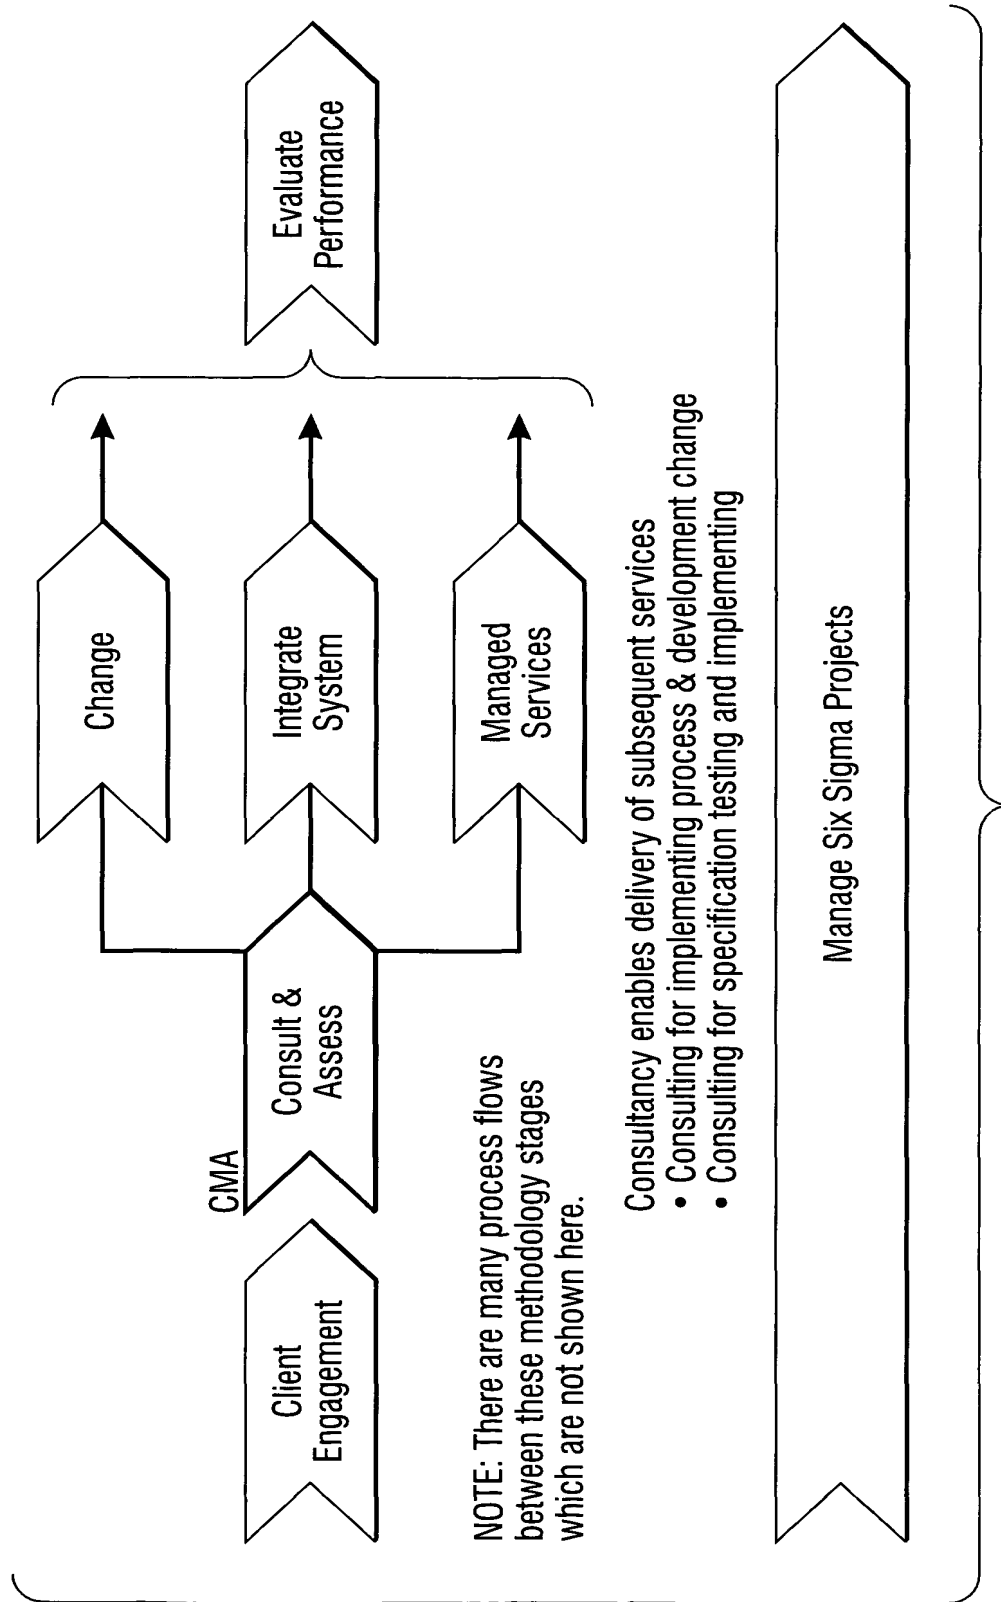 Client
Engagement
CMA
Consult &
Assess
Change
Integrate
System
Managed
Services
Evaluate
Performance
NOTE: There are many process flows
between these methodology stages
which are not shown here.
Consultancy enables delivery of subsequent services
• Consulting for implementing process & development change
• Consulting for specification testing and implementing
Manage Six Sigma Projects